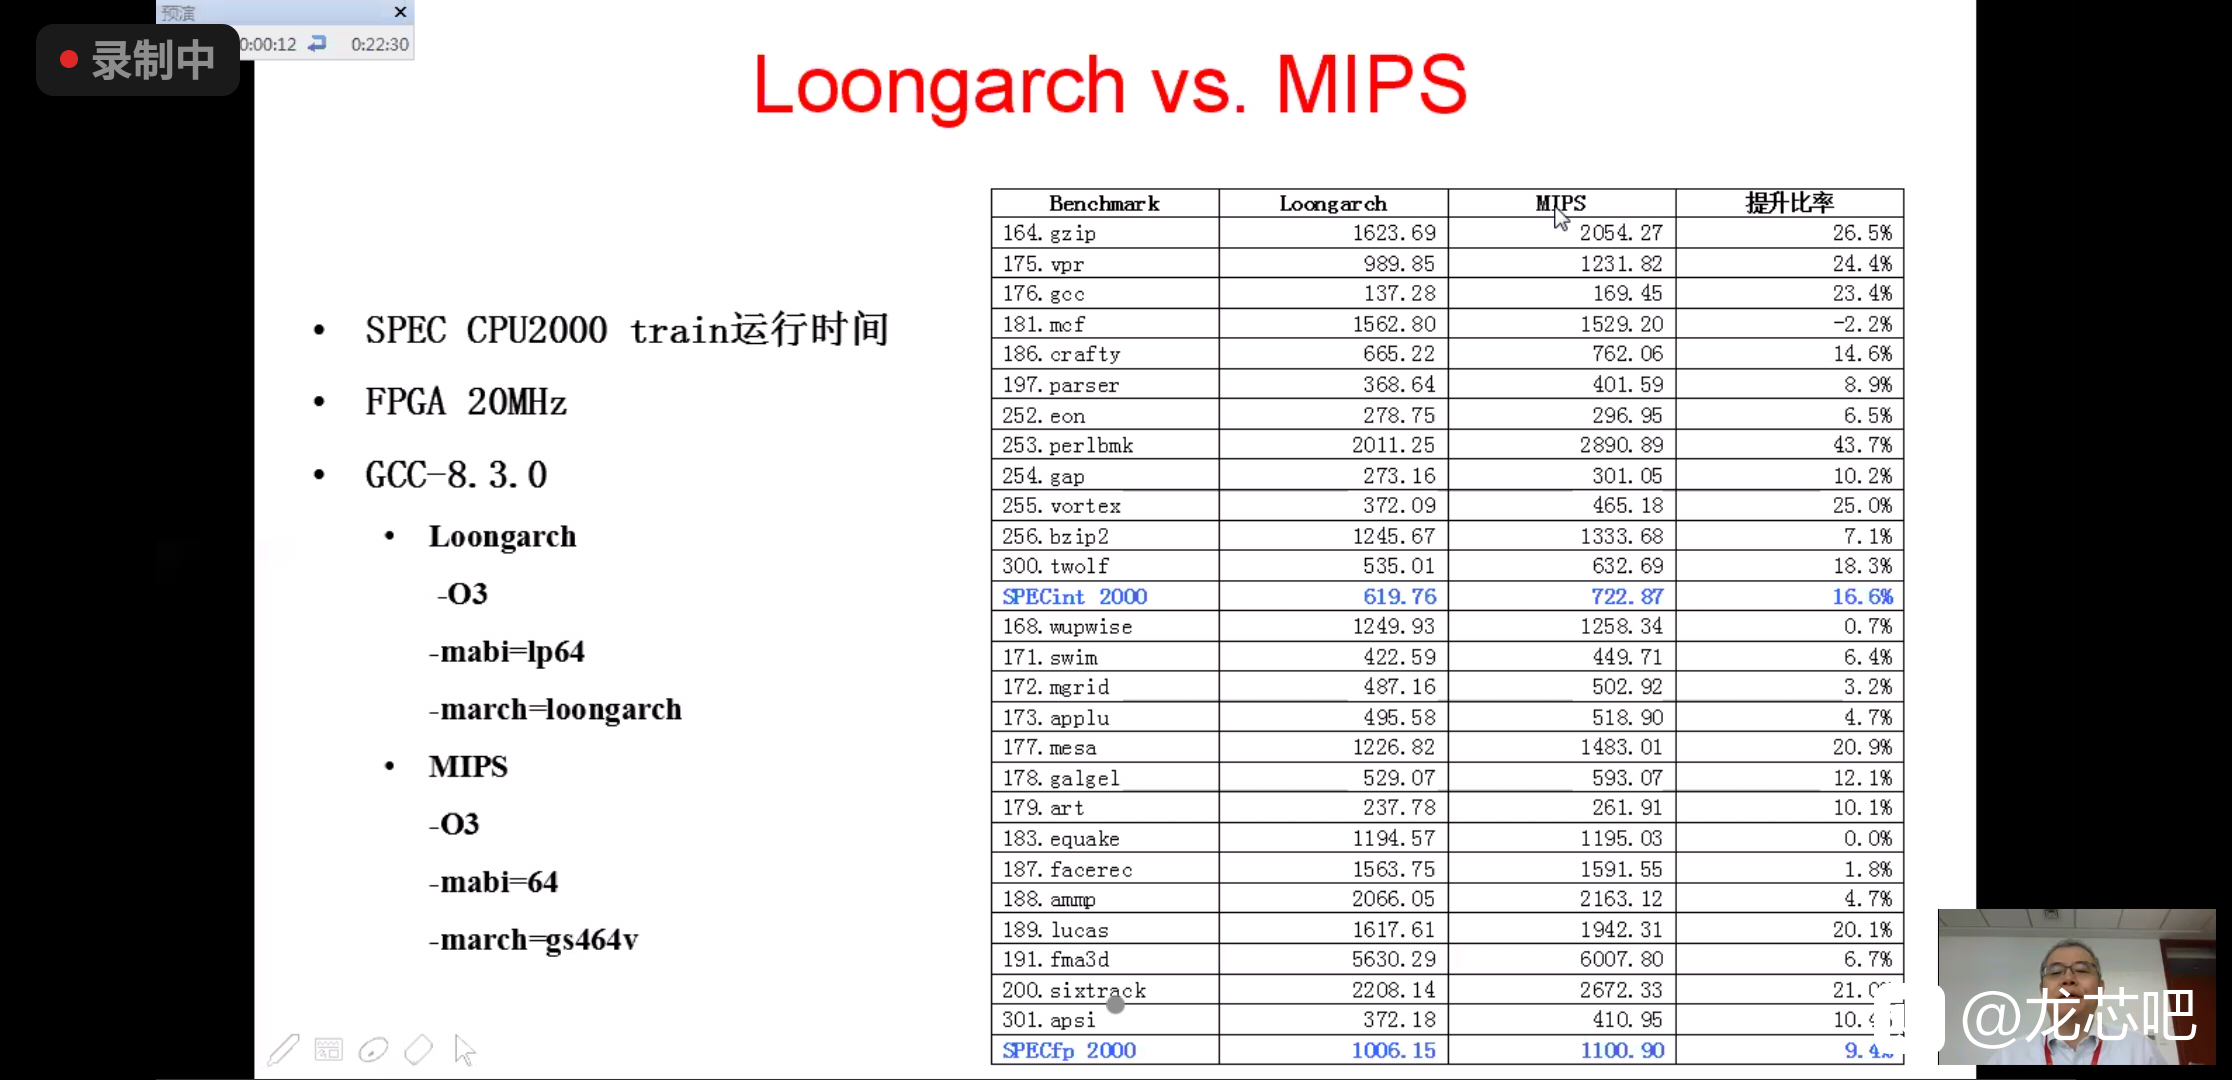 预演
录制中
0:00:12 0:22:30
Loongarch vs. MIPS
• SPEC CPU2000 train运行时间
• FPGA 20MHz
• GCC-8.3.0
• Loongarch
-O3
-mabi=lp64
-march=loongarch
• MIPS
-O3
-mabi=64
-march=gs464v
Benchmark Loongarch MIPS 提升比率
164.gzip 1623.69 2054.27 26.5%
175.vpr 989.85 1231.82 24.4%
176.gcc 137.28 169.45 23.4%
181.mcf 1562.80 1529.20 -2.2%
186.crafty 665.22 762.06 14.6%
197.parser 368.64 401.59 8.9%
252.eon 278.75 296.95 6.5%
253.perlbmk 2011.25 2890.89 43.7%
254.gap 273.16 301.05 10.2%
255.vortex 372.09 465.18 25.0%
256.bzip2 1245.67 1333.68 7.1%
300.twolf 535.01 632.69 18.3%
SPECint 2000 619.76 722.87 16.6%
168.wupwise 1249.93 1258.34 0.7%
171.swim 422.59 449.71 6.4%
172.mgrid 487.16 502.92 3.2%
173.applu 495.58 518.90 4.7%
177.mesa 1226.82 1483.01 20.9%
178.galgel 529.07 593.07 12.1%
179.art 237.78 261.91 10.1%
183.equake 1194.57 1195.03 0.0%
187.facerec 1563.75 1591.55 1.8%
188.ammp 2066.05 2163.12 4.7%
189.lucas 1617.61 1942.31 20.1%
191.fma3d 5630.29 6007.80 6.7%
200.sixtrack 2208.14 2672.33 21.0%
301.apsi 372.18 410.95 10.4%
SPECfp 2000 1006.15 1100.90 9.4%
@龙芯吧